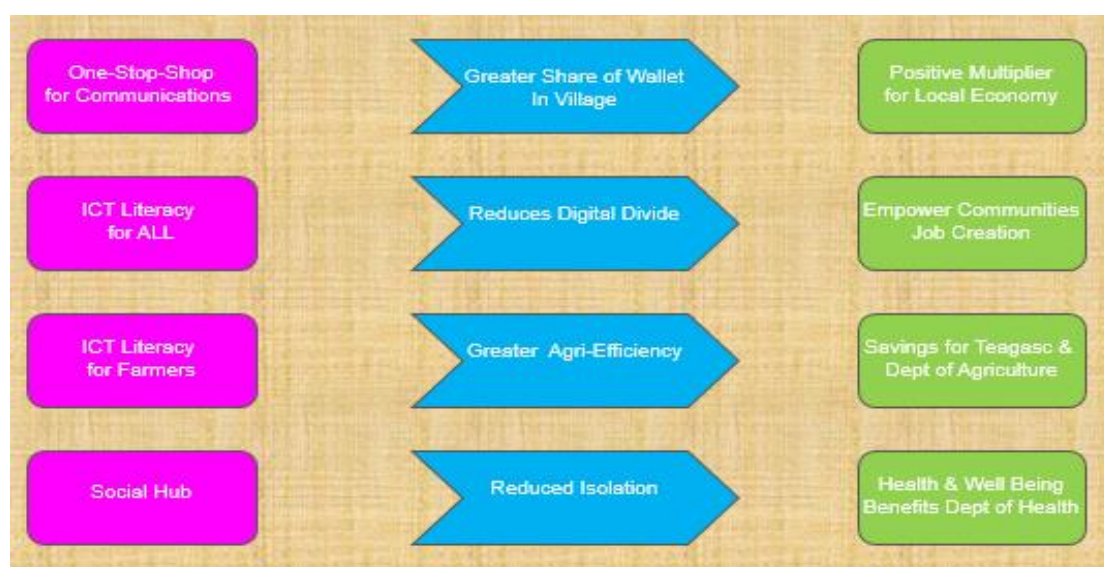 One-Stop-Shop
for Communications
Greater Share of Wallet
In Village
Positive Multiplier
for Local Economy
ICT Literacy
for ALL
Reduces Digital Divide
Empower Communities
Job Creation
ICT Literacy
for Farmers
Greater Agri-Efficiency
Savings for Teagasc &
Dept of Agriculture
Social Hub
Reduced Isolation
Health & Well Being
Benefits Dept of Health